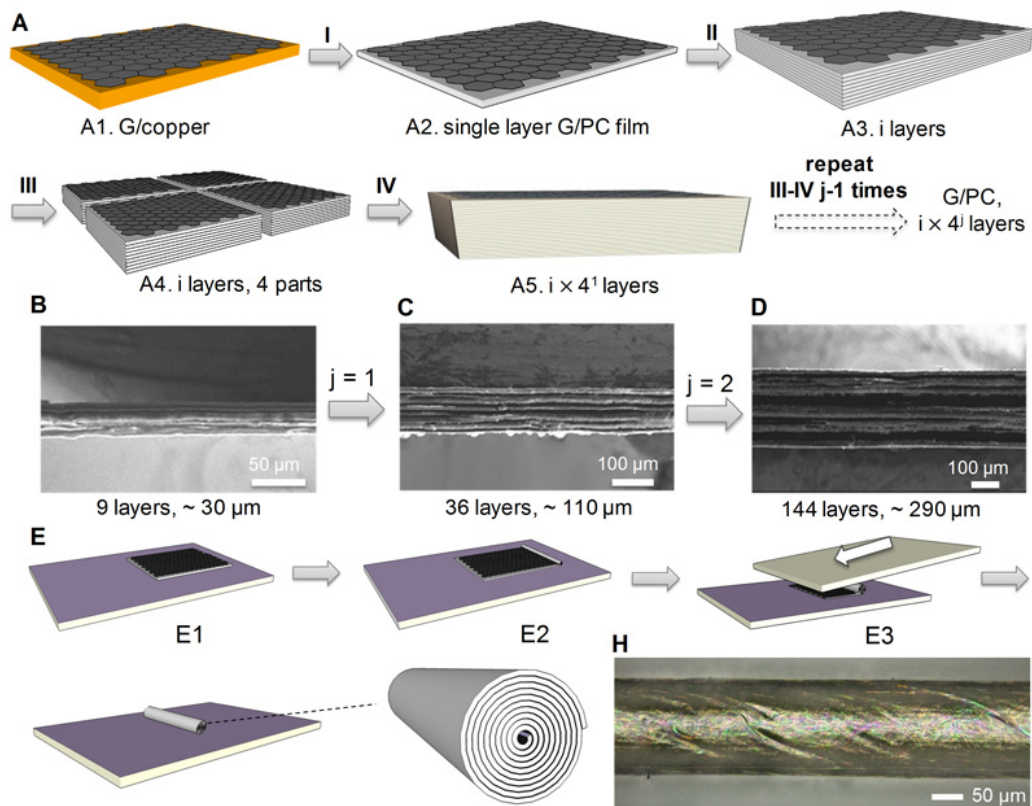 A
I
II
A1. G/copper
A2. single layer G/PC film
A3. i layers
III
IV
repeat
III-IV j-1 times
G/PC,
i × 4ʲ layers
A4. i layers, 4 parts
A5. i × 4¹ layers
B
C
D
j = 1
j = 2
50 µm
100 µm
100 µm
9 layers, ~ 30 µm
36 layers, ~ 110 µm
144 layers, ~ 290 µm
E
E1
E2
E3
H
50 µm